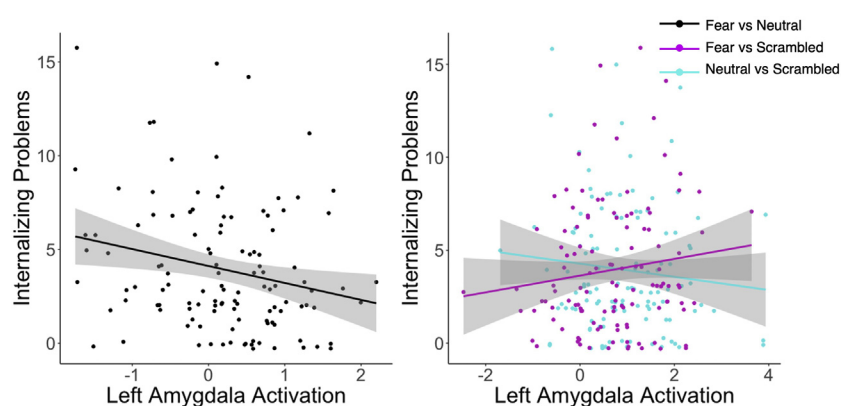 Fear vs Neutral
Fear vs Scrambled
Neutral vs Scrambled
Internalizing Problems
15
10
5
0
-1
0
1
2
Left Amygdala Activation
Internalizing Problems
15
10
5
0
-2
0
2
4
Left Amygdala Activation